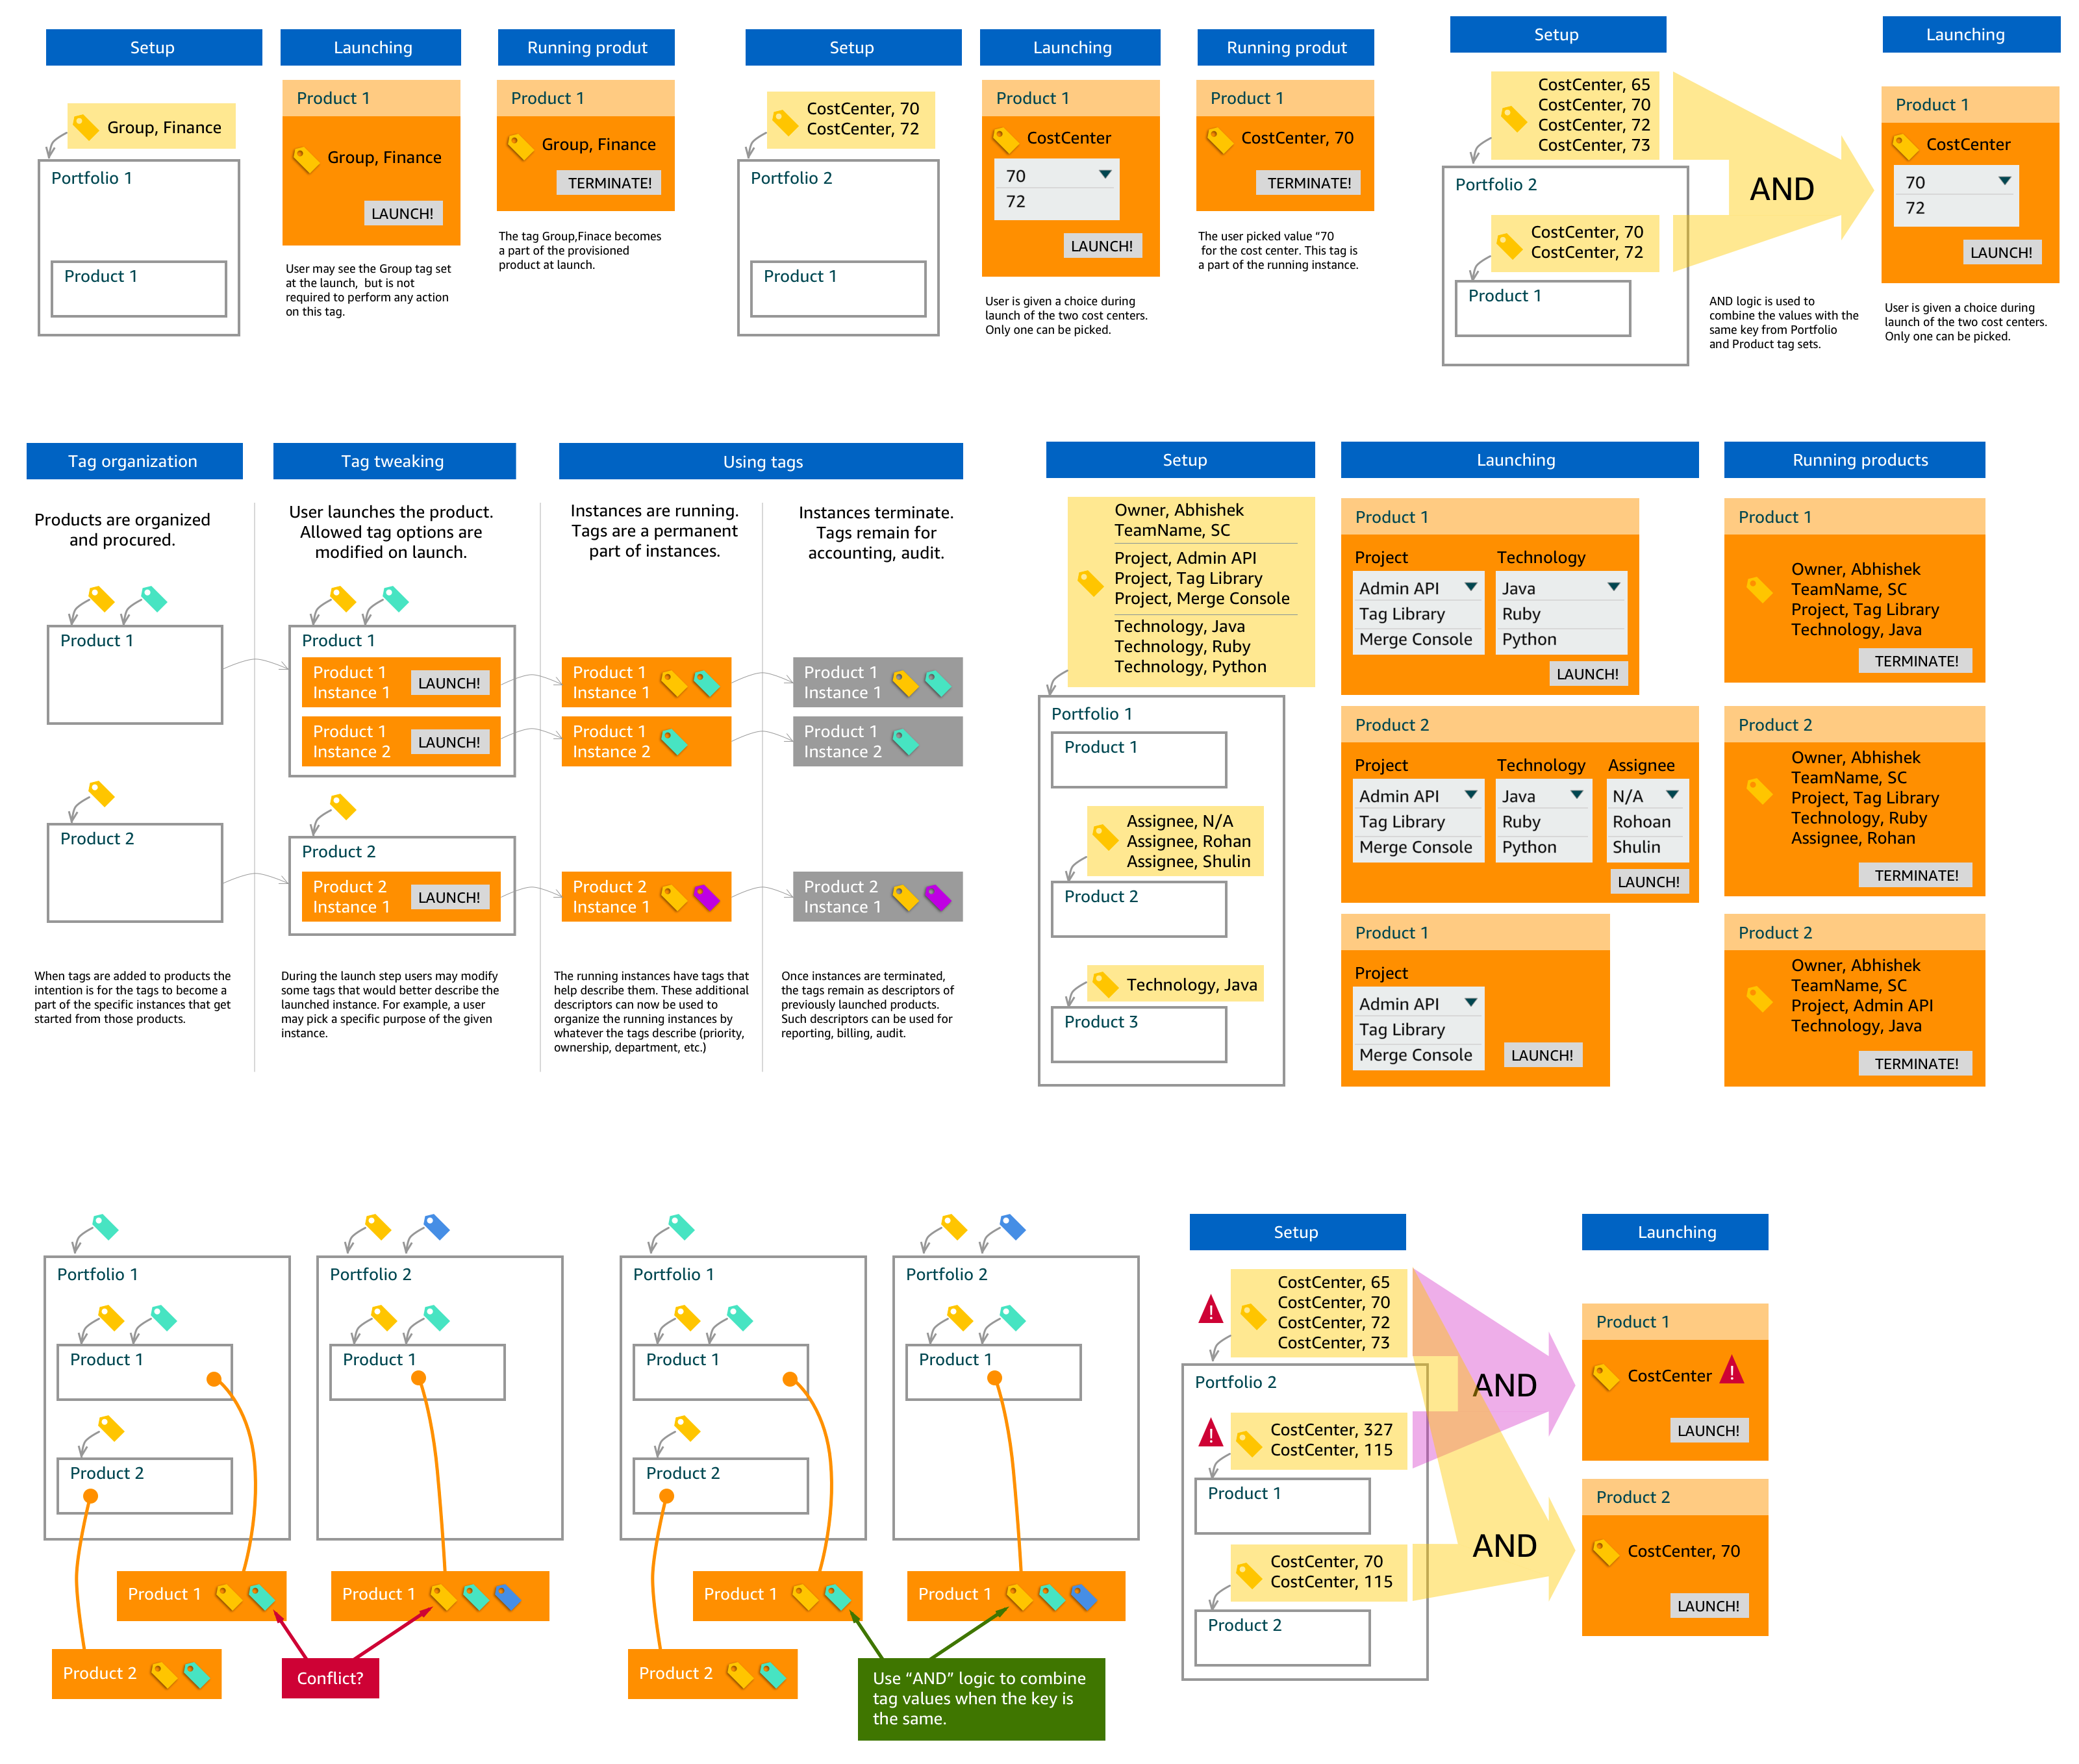 Setup
Launching
Running produt
Group, Finance
Portfolio 1
Product 1
Product 1
Group, Finance
LAUNCH!
User may see the Group tag set
at the launch,  but is not
required to perform any action
on this tag.
Product 1
Group, Finance
TERMINATE!
The tag Group,Finace becomes
a part of the provisioned
product at launch.
Setup
Launching
Running produt
CostCenter, 70
CostCenter, 72
Portfolio 2
Product 1
Product 1
CostCenter
70
72
LAUNCH!
User is given a choice during
launch of the two cost centers.
Only one can be picked.
Product 1
CostCenter, 70
TERMINATE!
The user picked value “70
for the cost center. This tag is
a part of the running instance.
Setup
Launching
CostCenter, 65
CostCenter, 70
CostCenter, 72
CostCenter, 73
Portfolio 2
CostCenter, 70
CostCenter, 72
Product 1
AND
AND logic is used to
combine the values with the
same key from Portfolio
and Product tag sets.
Product 1
CostCenter
70
72
LAUNCH!
User is given a choice during
launch of the two cost centers.
Only one can be picked.
Tag organization
Tag tweaking
Using tags
Products are organized
and procured.
User launches the product.
Allowed tag options are
modified on launch.
Instances are running.
Tags are a permanent
part of instances.
Instances terminate.
Tags remain for
accounting, audit.
Product 1
Product 1
Product 1
Instance 1
LAUNCH!
Product 1
Instance 2
LAUNCH!
Product 1
Instance 1
Product 1
Instance 2
Product 1
Instance 1
Product 1
Instance 2
Product 2
Product 2
Product 2
Instance 1
LAUNCH!
Product 2
Instance 1
Product 2
Instance 1
When tags are added to products the
intention is for the tags to become a
part of the specific instances that get
started from those products.
During the launch step users may modify
some tags that would better describe the
launched instance. For example, a user
may pick a specific purpose of the given
instance.
The running instances have tags that
help describe them. These additional
descriptors can now be used to
organize the running instances by
whatever the tags describe (priority,
ownership, department, etc.)
Once instances are terminated,
the tags remain as descriptors of
previously launched products.
Such descriptors can be used for
reporting, billing, audit.
Setup
Launching
Running products
Owner, Abhishek
TeamName, SC
Project, Admin API
Project, Tag Library
Project, Merge Console
Technology, Java
Technology, Ruby
Technology, Python
Portfolio 1
Product 1
Assignee, N/A
Assignee, Rohan
Assignee, Shulin
Product 2
Technology, Java
Product 3
Product 1
Project
Technology
Admin API
Java
Tag Library
Ruby
Merge Console
Python
LAUNCH!
Product 2
Project
Technology
Assignee
Admin API
Java
N/A
Tag Library
Ruby
Rohoan
Merge Console
Python
Shulin
LAUNCH!
Product 1
Project
Admin API
Tag Library
Merge Console
LAUNCH!
Product 1
Owner, Abhishek
TeamName, SC
Project, Tag Library
Technology, Java
TERMINATE!
Product 2
Owner, Abhishek
TeamName, SC
Project, Tag Library
Technology, Ruby
Assignee, Rohan
TERMINATE!
Product 2
Owner, Abhishek
TeamName, SC
Project, Admin API
Technology, Java
TERMINATE!
Portfolio 1
Product 1
Product 2
Portfolio 2
Product 1
Product 1
Product 1
Product 2
Conflict?
Portfolio 1
Product 1
Product 2
Portfolio 2
Product 1
Product 1
Product 1
Product 2
Use “AND” logic to combine
tag values when the key is
the same.
Setup
Launching
CostCenter, 65
CostCenter, 70
CostCenter, 72
CostCenter, 73
Portfolio 2
CostCenter, 327
CostCenter, 115
Product 1
CostCenter, 70
CostCenter, 115
Product 2
AND
AND
Product 1
CostCenter
LAUNCH!
Product 2
CostCenter, 70
LAUNCH!